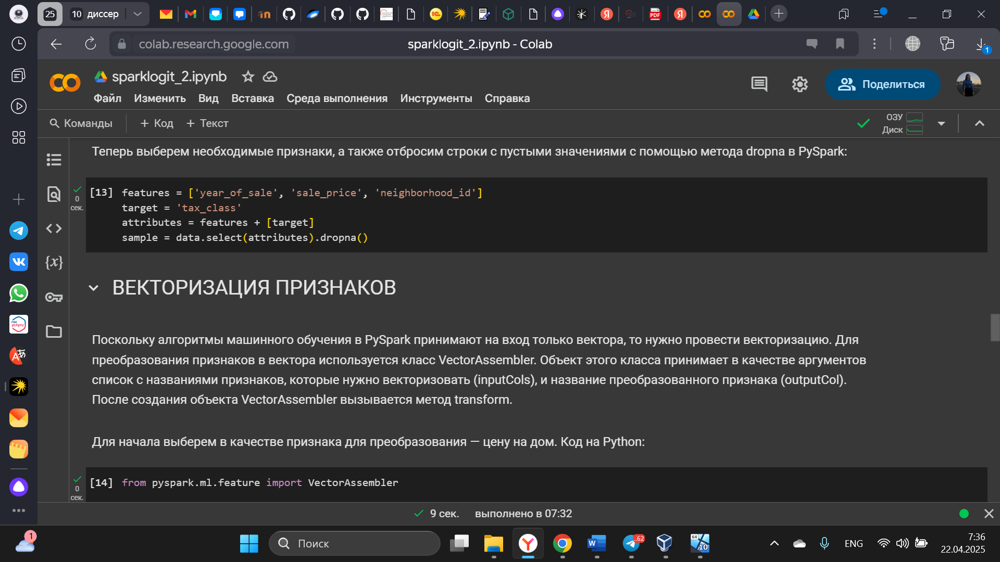 25
10 диссер
colab.research.google.com
sparklogit_2.ipynb - Colab
1
sparklogit_2.ipynb
Поделиться
Файл Изменить Вид Вставка Среда выполнения Инструменты Справка
Команды + Код + Текст
ОЗУ
Диск
Теперь выберем необходимые признаки, а также отбросим строки с пустыми значениями с помощью метода dropna в PySpark:
0
сек.
[13] features = ['year_of_sale', 'sale_price', 'neighborhood_id']
target = 'tax_class'
attributes = features + [target]
sample = data.select(attributes).dropna()
ВЕКТОРИЗАЦИЯ ПРИЗНАКОВ
Поскольку алгоритмы машинного обучения в PySpark принимают на вход только вектора, то нужно провести векторизацию. Для
преобразования признаков в вектора используется класс VectorAssembler. Объект этого класса принимает в качестве аргументов
список с названиями признаков, которые нужно векторизовать (inputCols), и название преобразованного признака (outputCol).
После создания объекта VectorAssembler вызывается метод transform.
Для начала выберем в качестве признака для преобразования — цену на дом. Код на Python:
0
сек.
[14] from pyspark.ml.feature import VectorAssembler
9 сек. выполнено в 07:32
1
Поиск
..62
64
10
ENG
7:36
22.04.2025